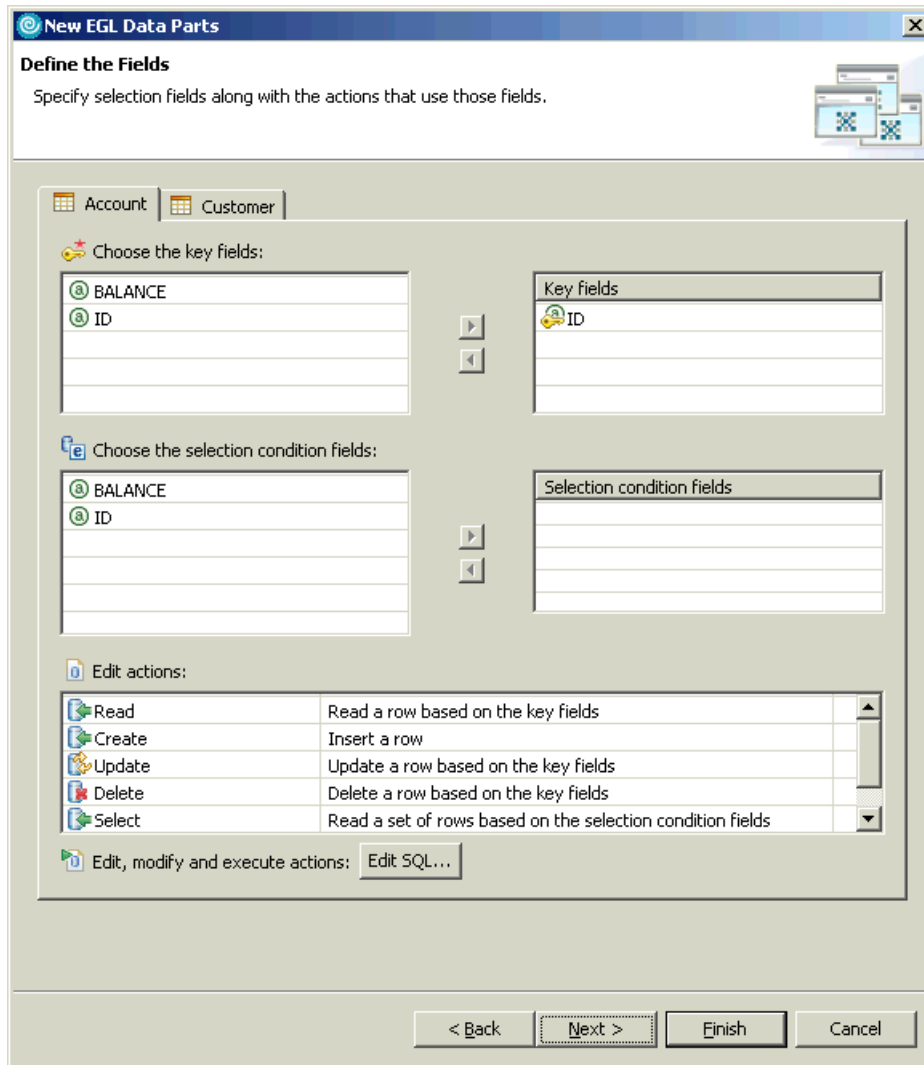 New EGL Data Parts
Define the Fields
Specify selection fields along with the actions that use those fields.
Account
Customer
Choose the key fields:
BALANCE
ID
Key fields
ID
Choose the selection condition fields:
BALANCE
ID
Selection condition fields
Edit actions:
Read Read a row based on the key fields
Create Insert a row
Update Update a row based on the key fields
Delete Delete a row based on the key fields
Select Read a set of rows based on the selection condition fields
Edit, modify and execute actions: Edit SQL...
< Back Next > Finish Cancel